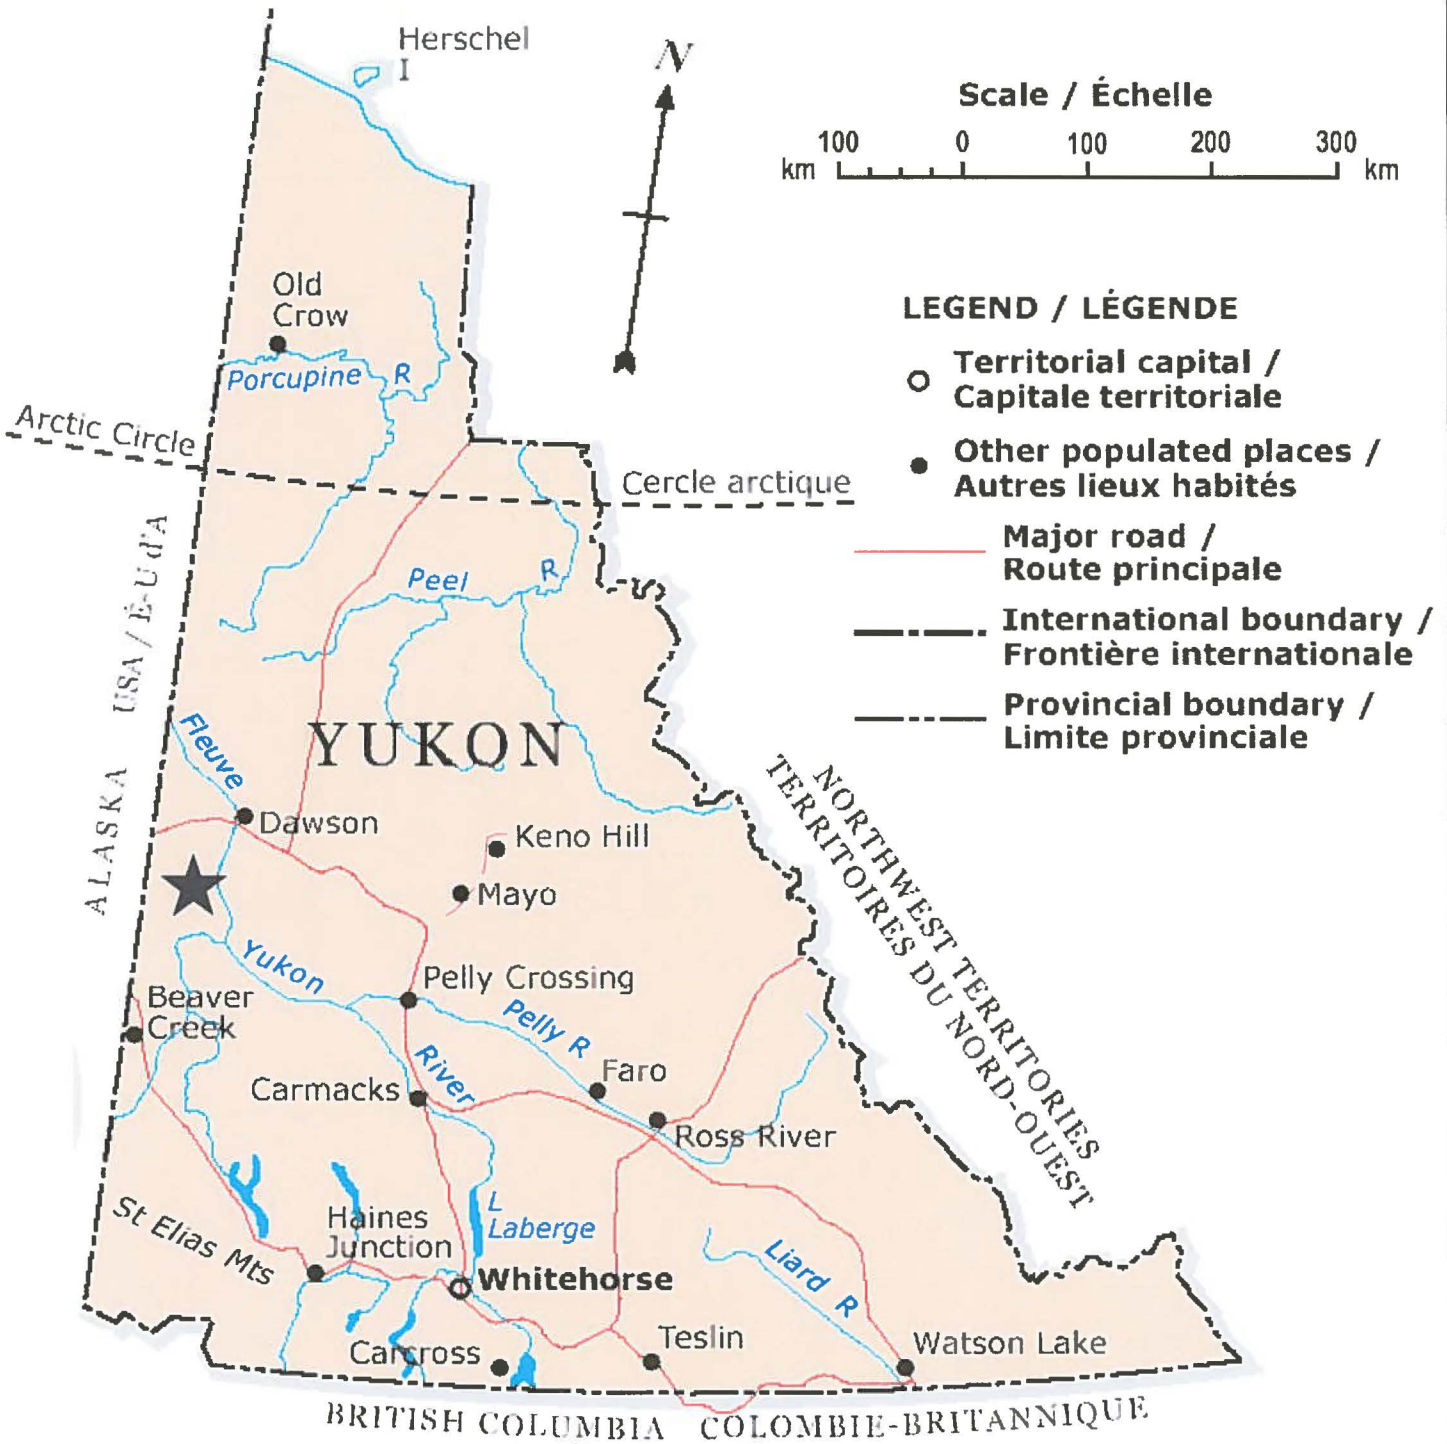 Herschel
I
N
Scale / Échelle
100 0 100 200 300
km km
Old
Crow
Porcupine R
Arctic Circle
Cercle arctique
LEGEND / LÉGENDE
Territorial capital /
Capitale territoriale
Other populated places /
Autres lieux habités
Major road /
Route principale
International boundary /
Frontière internationale
Provincial boundary /
Limite provinciale
Peel R
ALASKA USA / É-U d'A
YUKON
Fleuve
Dawson
Keno Hill
Mayo
NORTHWEST TERRITORIES
TERRITOIRES DU NORD-OUEST
Yukon
River
Pelly Crossing
Pelly R
Beaver
Creek
Faro
Carmacks
Ross River
St Elias Mts
Haines
Junction
L
Laberge
Whitehorse
Liard R
Carcross
Teslin
Watson Lake
BRITISH COLUMBIA COLOMBIE-BRITANNIQUE